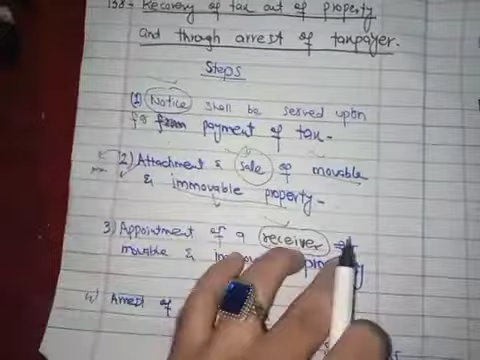 138- Recovery of tax out of property
and through arrest of taxpayer.
Steps
(1) Notice shall be served upon
for payment of tax.
2) Attachment & sale of movable
& immovable property.
3) Appointment of a receiver
movable & property
4) Arrest of